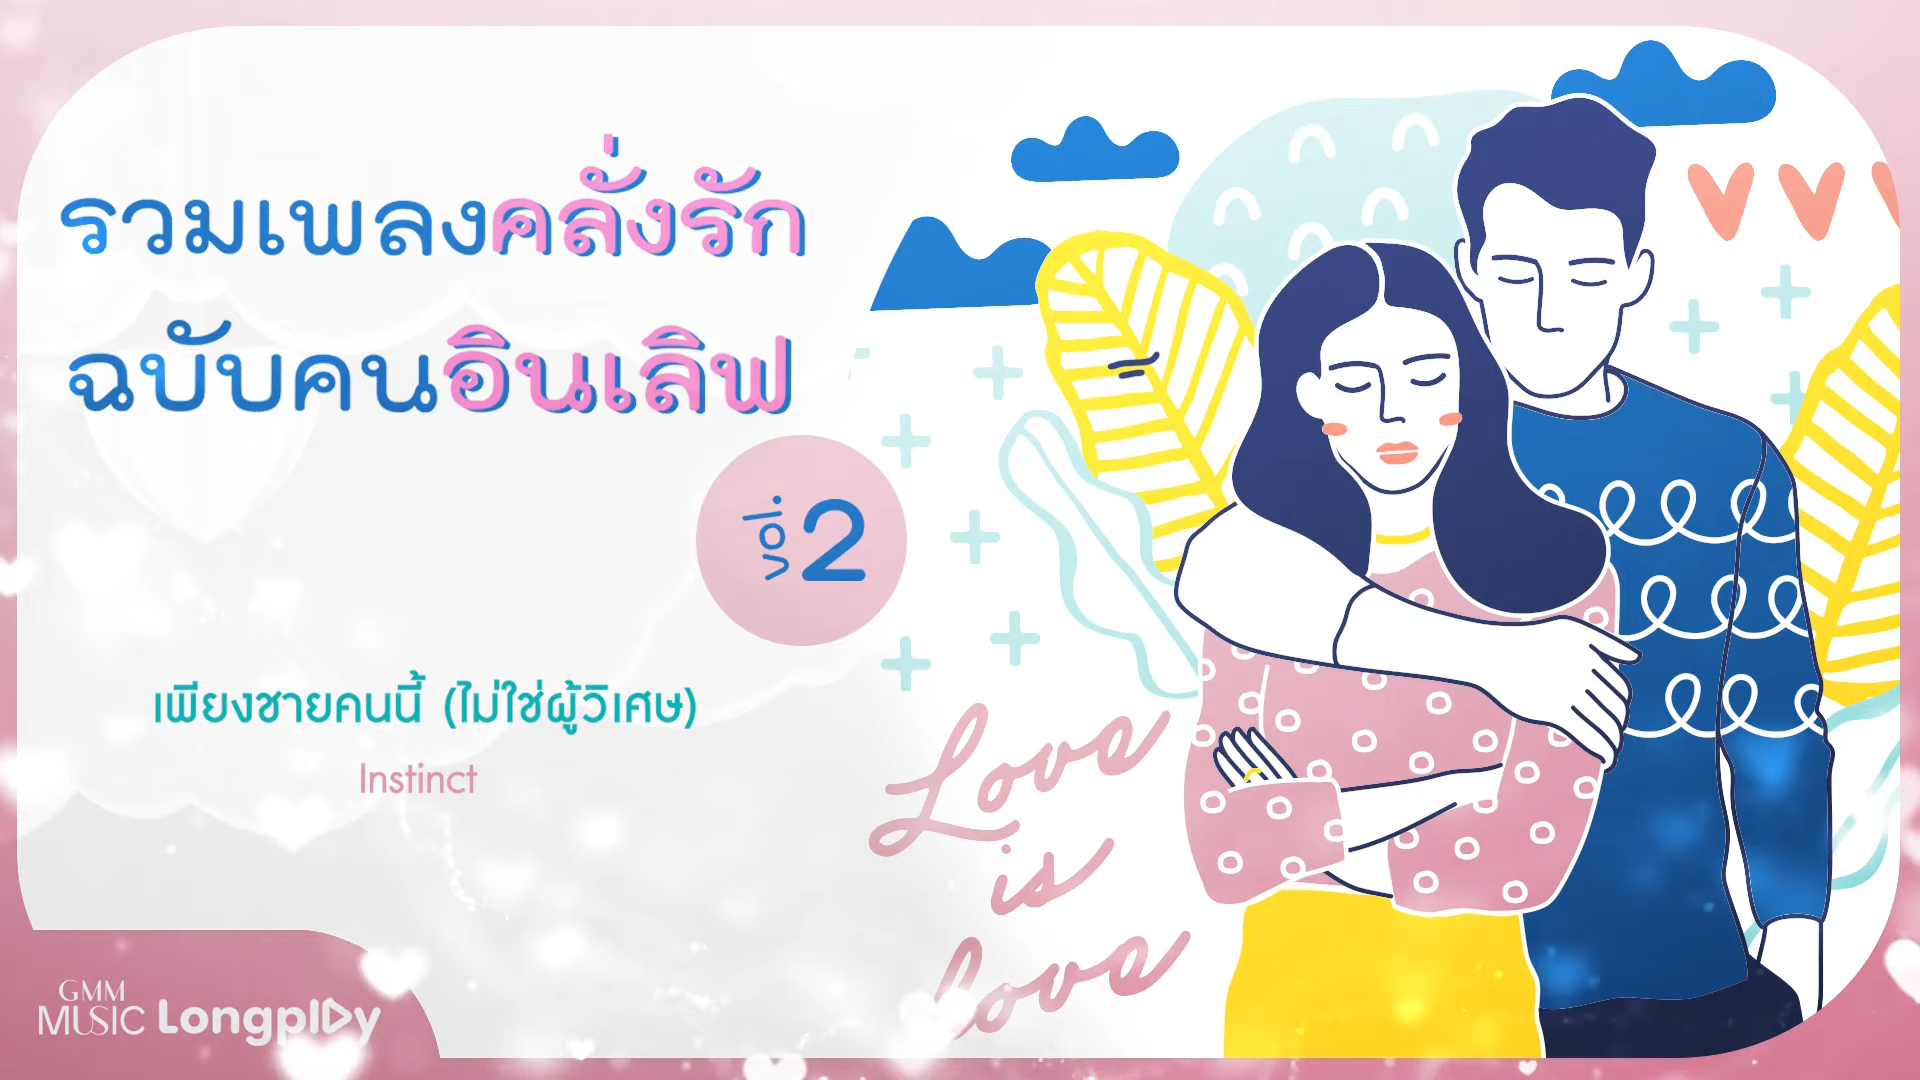 รวมเพลงคลั่งรัก
ฉบับคนอินเลิฟ
vol. 2
เพียงชายคนนี้ (ไม่ใช่ผู้วิเศษ)
Instinct
Love
is
love
GMM
MUSIC Longplay